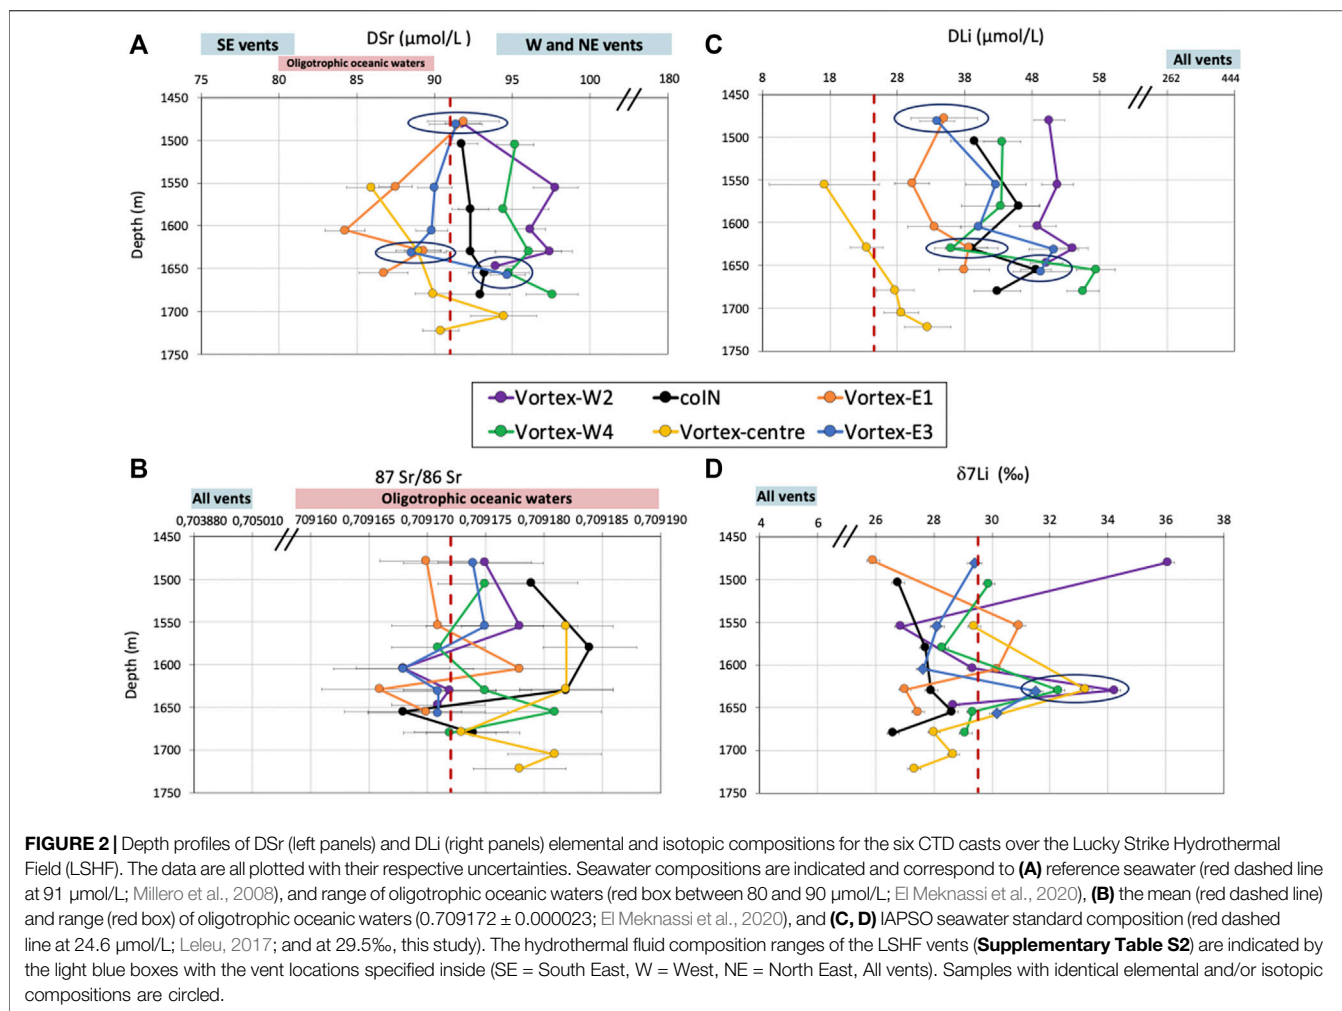 A
DSr (µmol/L )
SE vents
W and NE vents
Oligotrophic oceanic waters
75 80 85 90 95 100 180
1450
1500
1550
1600
1650
1700
1750
Depth (m)
C
DLi (µmol/L)
All vents
8 18 28 38 48 58 262 444
1450
1500
1550
1600
1650
1700
1750
Vortex-W2 colN Vortex-E1
Vortex-W4 Vortex-centre Vortex-E3
B
87 Sr/86 Sr
All vents
Oligotrophic oceanic waters
0,703880 0,705010 709160 0,709165 0,709170 0,709175 0,709180 0,709185 0,709190
1450
1500
1550
1600
1650
1700
1750
Depth (m)
D
δ7Li (‰)
All vents
4 6 26 28 30 32 34 36 38
1450
1500
1550
1600
1650
1700
1750
FIGURE 2 | Depth profiles of DSr (left panels) and DLi (right panels) elemental and isotopic compositions for the six CTD casts over the Lucky Strike Hydrothermal
Field (LSHF). The data are all plotted with their respective uncertainties. Seawater compositions are indicated and correspond to (A) reference seawater (red dashed line
at 91 µmol/L; Millero et al., 2008), and range of oligotrophic oceanic waters (red box between 80 and 90 µmol/L; El Meknassi et al., 2020), (B) the mean (red dashed line)
and range (red box) of oligotrophic oceanic waters (0.709172 ± 0.000023; El Meknassi et al., 2020), and (C, D) IAPSO seawater standard composition (red dashed
line at 24.6 µmol/L; Leleu, 2017; and at 29.5‰, this study). The hydrothermal fluid composition ranges of the LSHF vents (Supplementary Table S2) are indicated by
the light blue boxes with the vent locations specified inside (SE = South East, W = West, NE = North East, All vents). Samples with identical elemental and/or isotopic
compositions are circled.